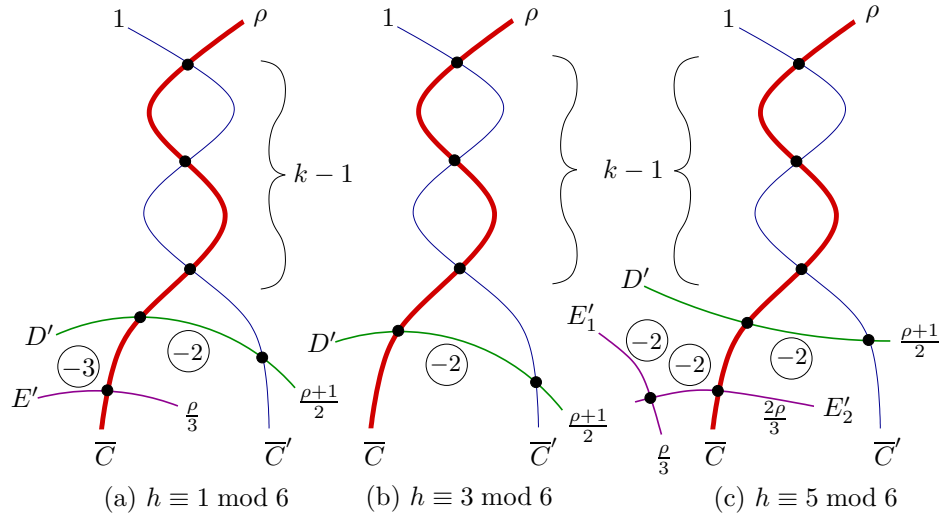 1 ρ 1 ρ 1 ρ
k − 1 k − 1
D′ D′ D′
E′₁
−3 −2 −2 −2 −2 −2
E′ ρ/3 (ρ+1)/2 (ρ+1)/2 (ρ+1)/2
2ρ/3 E′₂
ρ/3
C̅ C̅′ C̅ C̅′ C̅ C̅′
(a) h ≡ 1 mod 6 (b) h ≡ 3 mod 6 (c) h ≡ 5 mod 6